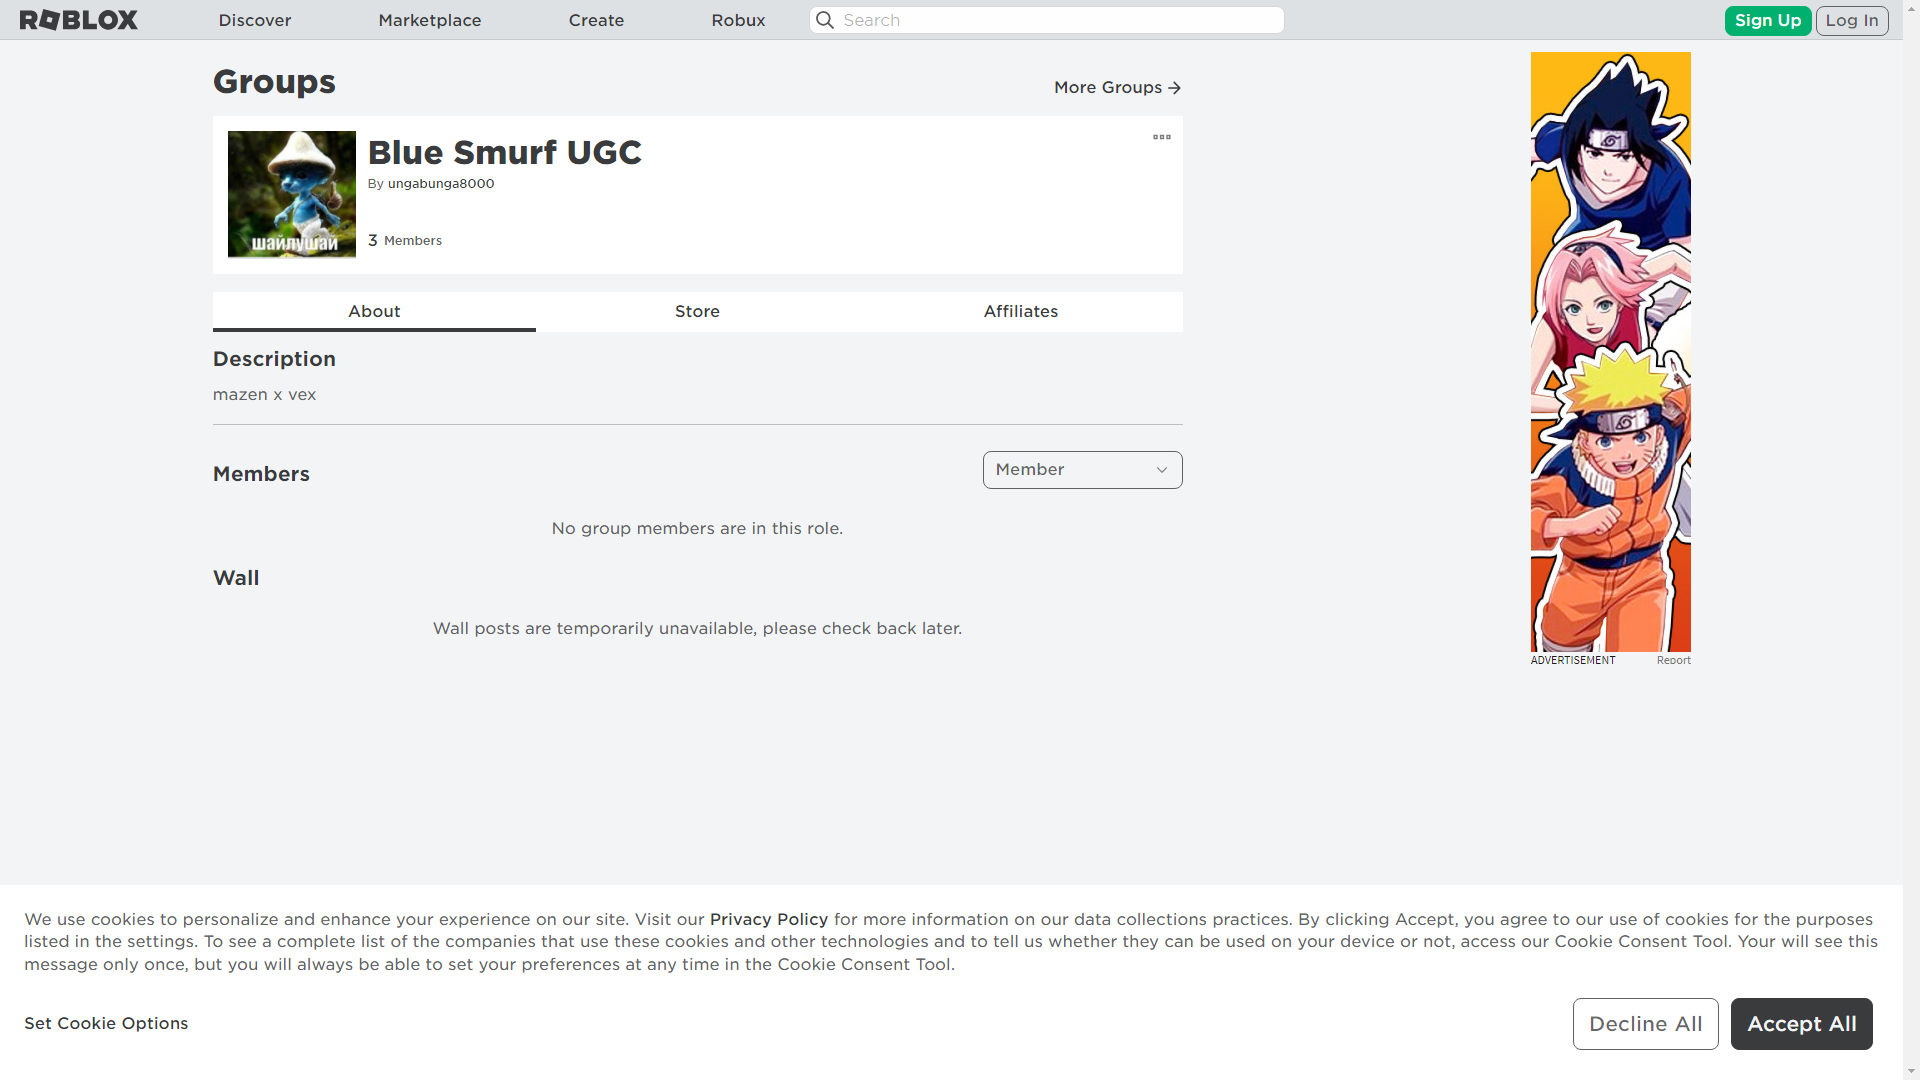 ROBLOX
Discover
Marketplace
Create
Robux
Search
Sign Up
Log In
Groups
More Groups
Blue Smurf UGC
By ungabunga8000
3 Members
шайлушай
About
Store
Affiliates
Description
mazen x vex
Members
Member
No group members are in this role.
Wall
Wall posts are temporarily unavailable, please check back later.
ADVERTISEMENT
Report
We use cookies to personalize and enhance your experience on our site. Visit our Privacy Policy for more information on our data collections practices. By clicking Accept, you agree to our use of cookies for the purposes
listed in the settings. To see a complete list of the companies that use these cookies and other technologies and to tell us whether they can be used on your device or not, access our Cookie Consent Tool. Your will see this
message only once, but you will always be able to set your preferences at any time in the Cookie Consent Tool.
Set Cookie Options
Decline All
Accept All